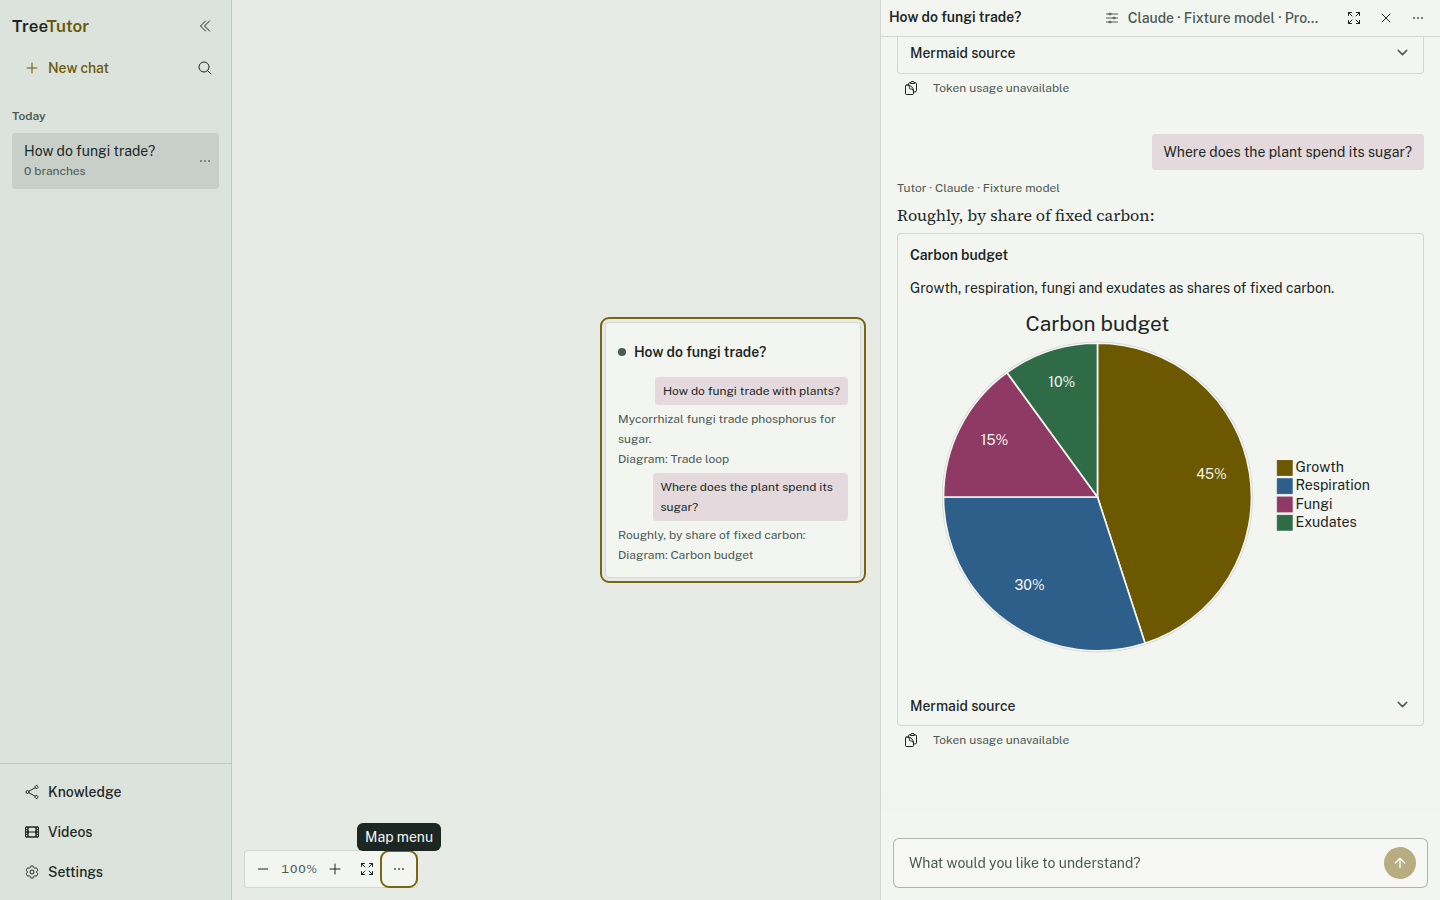 TreeTutor
New chat
Today
How do fungi trade?
0 branches
Knowledge
Videos
Settings
How do fungi trade?
How do fungi trade with plants?
Mycorrhizal fungi trade phosphorus for
sugar.
Diagram: Trade loop
Where does the plant spend its
sugar?
Roughly, by share of fixed carbon:
Diagram: Carbon budget
Map menu
100%
How do fungi trade?
Claude · Fixture model · Pro...
Mermaid source
Token usage unavailable
Where does the plant spend its sugar?
Tutor · Claude · Fixture model
Roughly, by share of fixed carbon:
Carbon budget
Growth, respiration, fungi and exudates as shares of fixed carbon.
Carbon budget
10%
15%
45%
30%
Growth
Respiration
Fungi
Exudates
Mermaid source
Token usage unavailable
What would you like to understand?